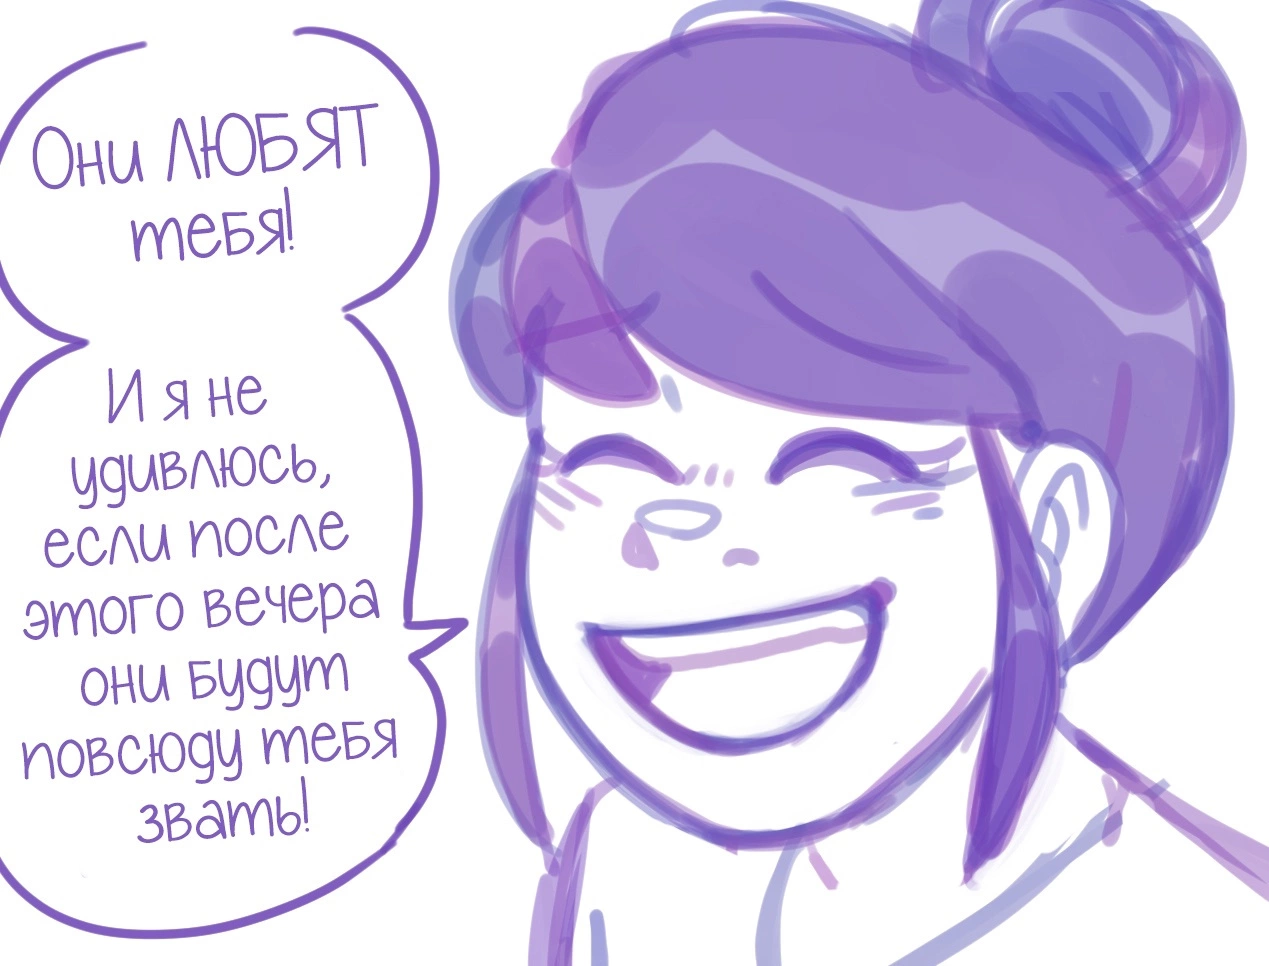 Они ЛЮБЯТ
тебя!
И я не
удивлюсь,
если после
этого вечера
они будут
повсюду тебя
звать!